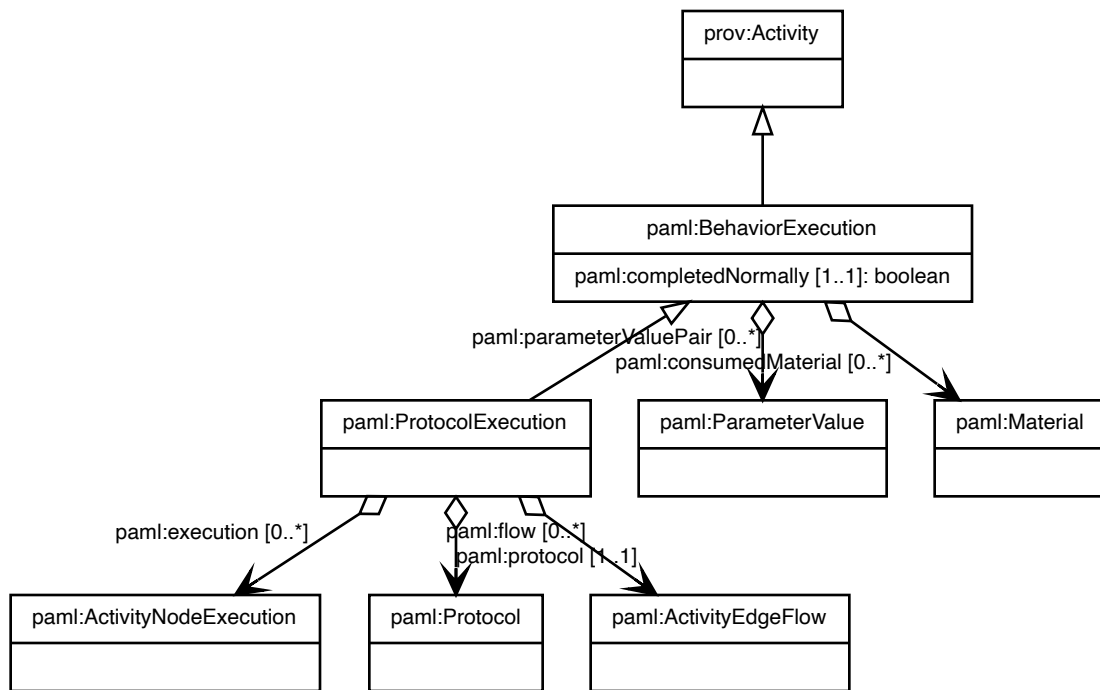 prov:Activity
paml:BehaviorExecution
paml:completedNormally [1..1]: boolean
paml:parameterValuePair [0..*]
paml:consumedMaterial [0..*]
paml:ProtocolExecution
paml:ParameterValue
paml:Material
paml:execution [0..*]
paml:flow [0..*]
paml:protocol [1..1]
paml:ActivityNodeExecution
paml:Protocol
paml:ActivityEdgeFlow